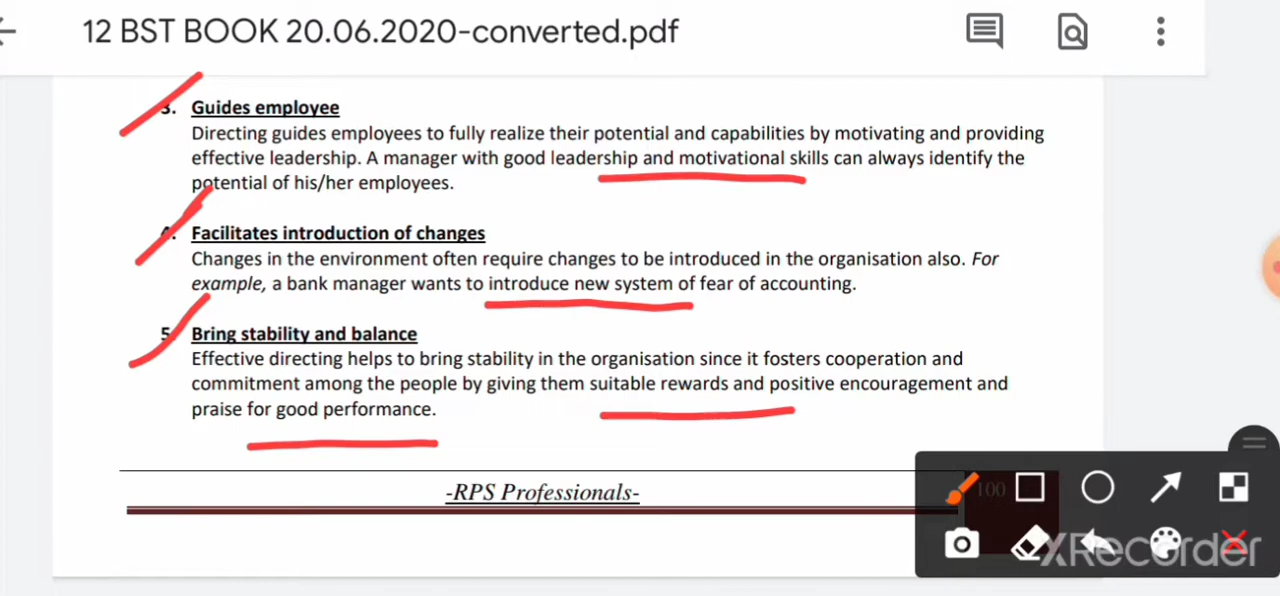 12 BST BOOK 20.06.2020-converted.pdf
3. Guides employee
Directing guides employees to fully realize their potential and capabilities by motivating and providing
effective leadership. A manager with good leadership and motivational skills can always identify the
potential of his/her employees.
4. Facilitates introduction of changes
Changes in the environment often require changes to be introduced in the organisation also. For
example, a bank manager wants to introduce new system of fear of accounting.
5. Bring stability and balance
Effective directing helps to bring stability in the organisation since it fosters cooperation and
commitment among the people by giving them suitable rewards and positive encouragement and
praise for good performance.
-RPS Professionals-
100
XRecorder